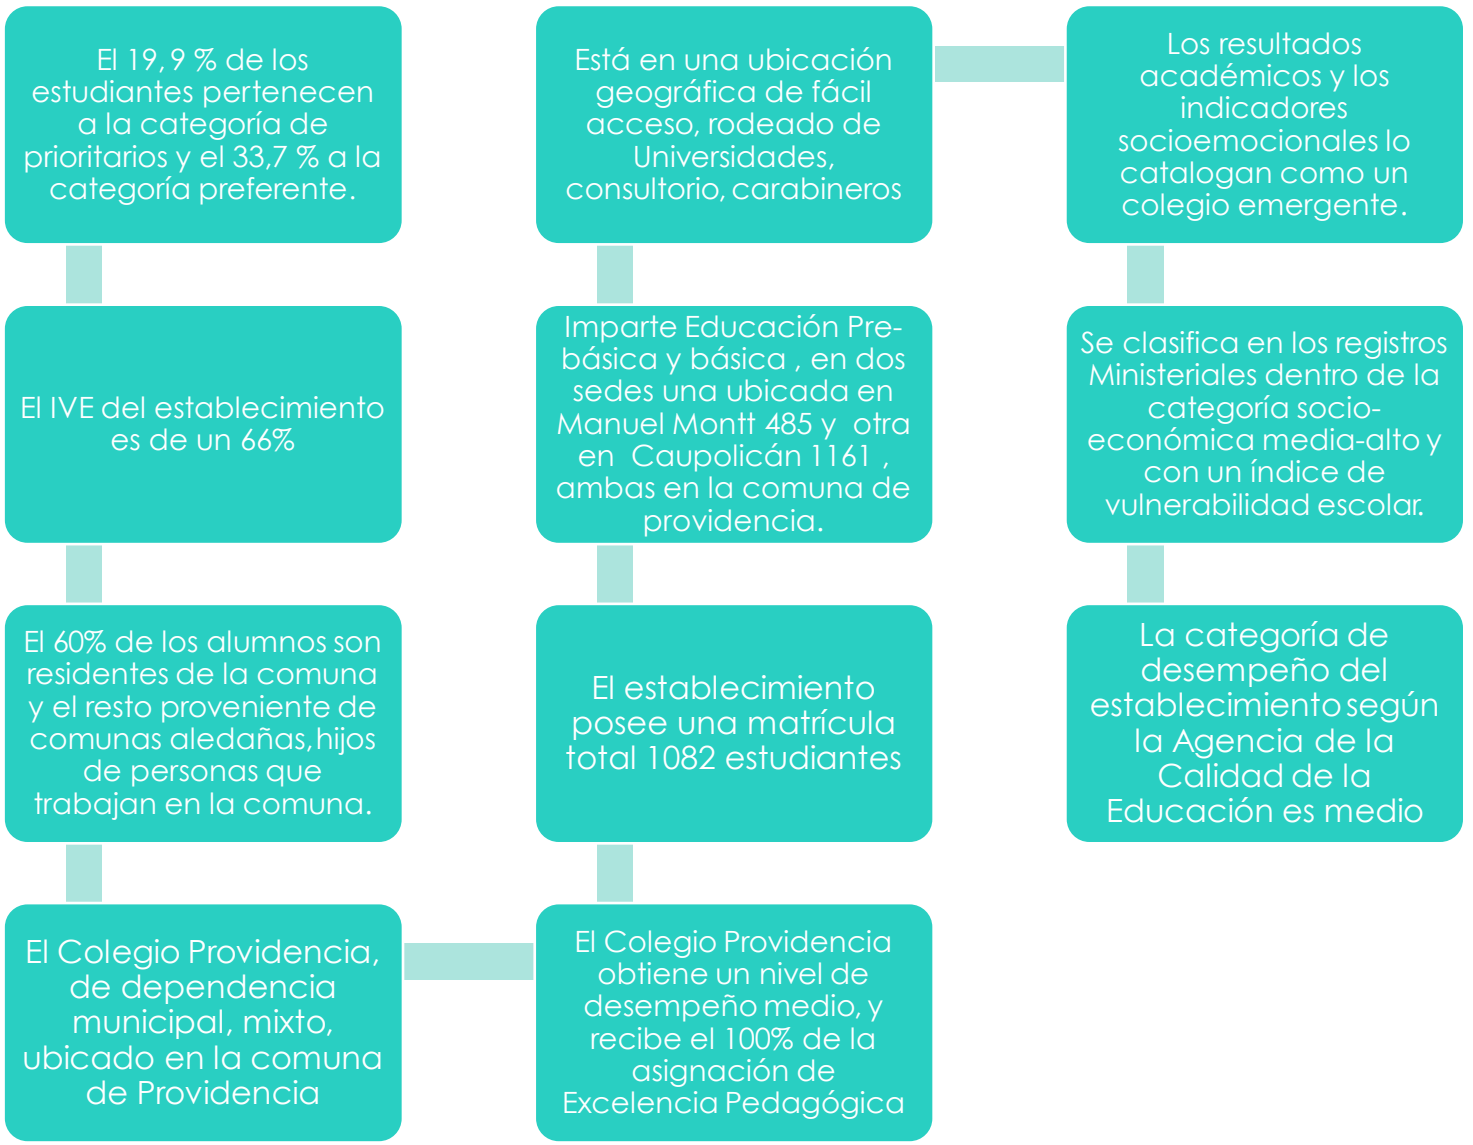 El 19,9 % de los
estudiantes pertenecen
a la categoría de
prioritarios y el 33,7 % a la
categoría preferente.
El IVE del establecimiento
es de un 66%
El 60% de los alumnos son
residentes de la comuna
y el resto proveniente de
comunas aledañas,hijos
de personas que
trabajan en la comuna.
El Colegio Providencia,
de dependencia
municipal, mixto,
ubicado en la comuna
de Providencia
El Colegio Providencia
obtiene un nivel de
desempeño medio, y
recibe el 100% de la
asignación de
Excelencia Pedagógica
El establecimiento
posee una matrícula
total 1082 estudiantes
Imparte Educación Pre-
básica y básica , en dos
sedes una ubicada en
Manuel Montt 485 y otra
en Caupolicán 1161 ,
ambas en la comuna de
providencia.
Está en una ubicación
geográfica de fácil
acceso, rodeado de
Universidades,
consultorio, carabineros
Los resultados
académicos y los
indicadores
socioemocionales lo
catalogan como un
colegio emergente.
Se clasifica en los registros
Ministeriales dentro de la
categoría socio-
económica media-alto y
con un índice de
vulnerabilidad escolar.
La categoría de
desempeño del
establecimiento según
la Agencia de la
Calidad de la
Educación es medio